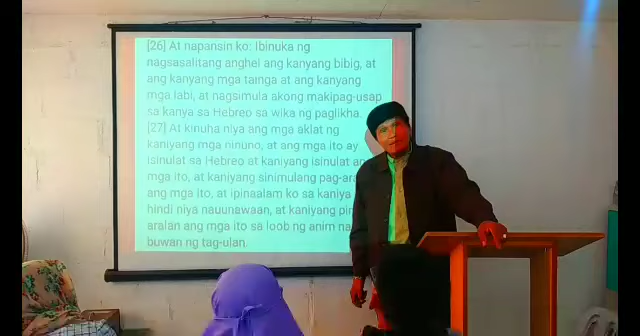 [26] At napansin ko: Ibinuka ng
nagsasalitang anghel ang kanyang bibig, at
ang kanyang mga tainga at ang kanyang
mga labi, at nagsimula akong makipag-usap
sa kanya sa Hebreo sa wika ng paglikha.
[27] At kinuha niya ang mga aklat ng
kaniyang mga ninuno, at ang mga ito ay
isinulat sa Hebreo at kaniyang isinulat
mga ito, at kaniyang sinimulang
ang mga ito, at ipinaalam ko sa kaniya
hindi niya nauunawaan, at kaniyang
aralan ang mga ito sa loob ng anim na
buwan ng tag-ulan.